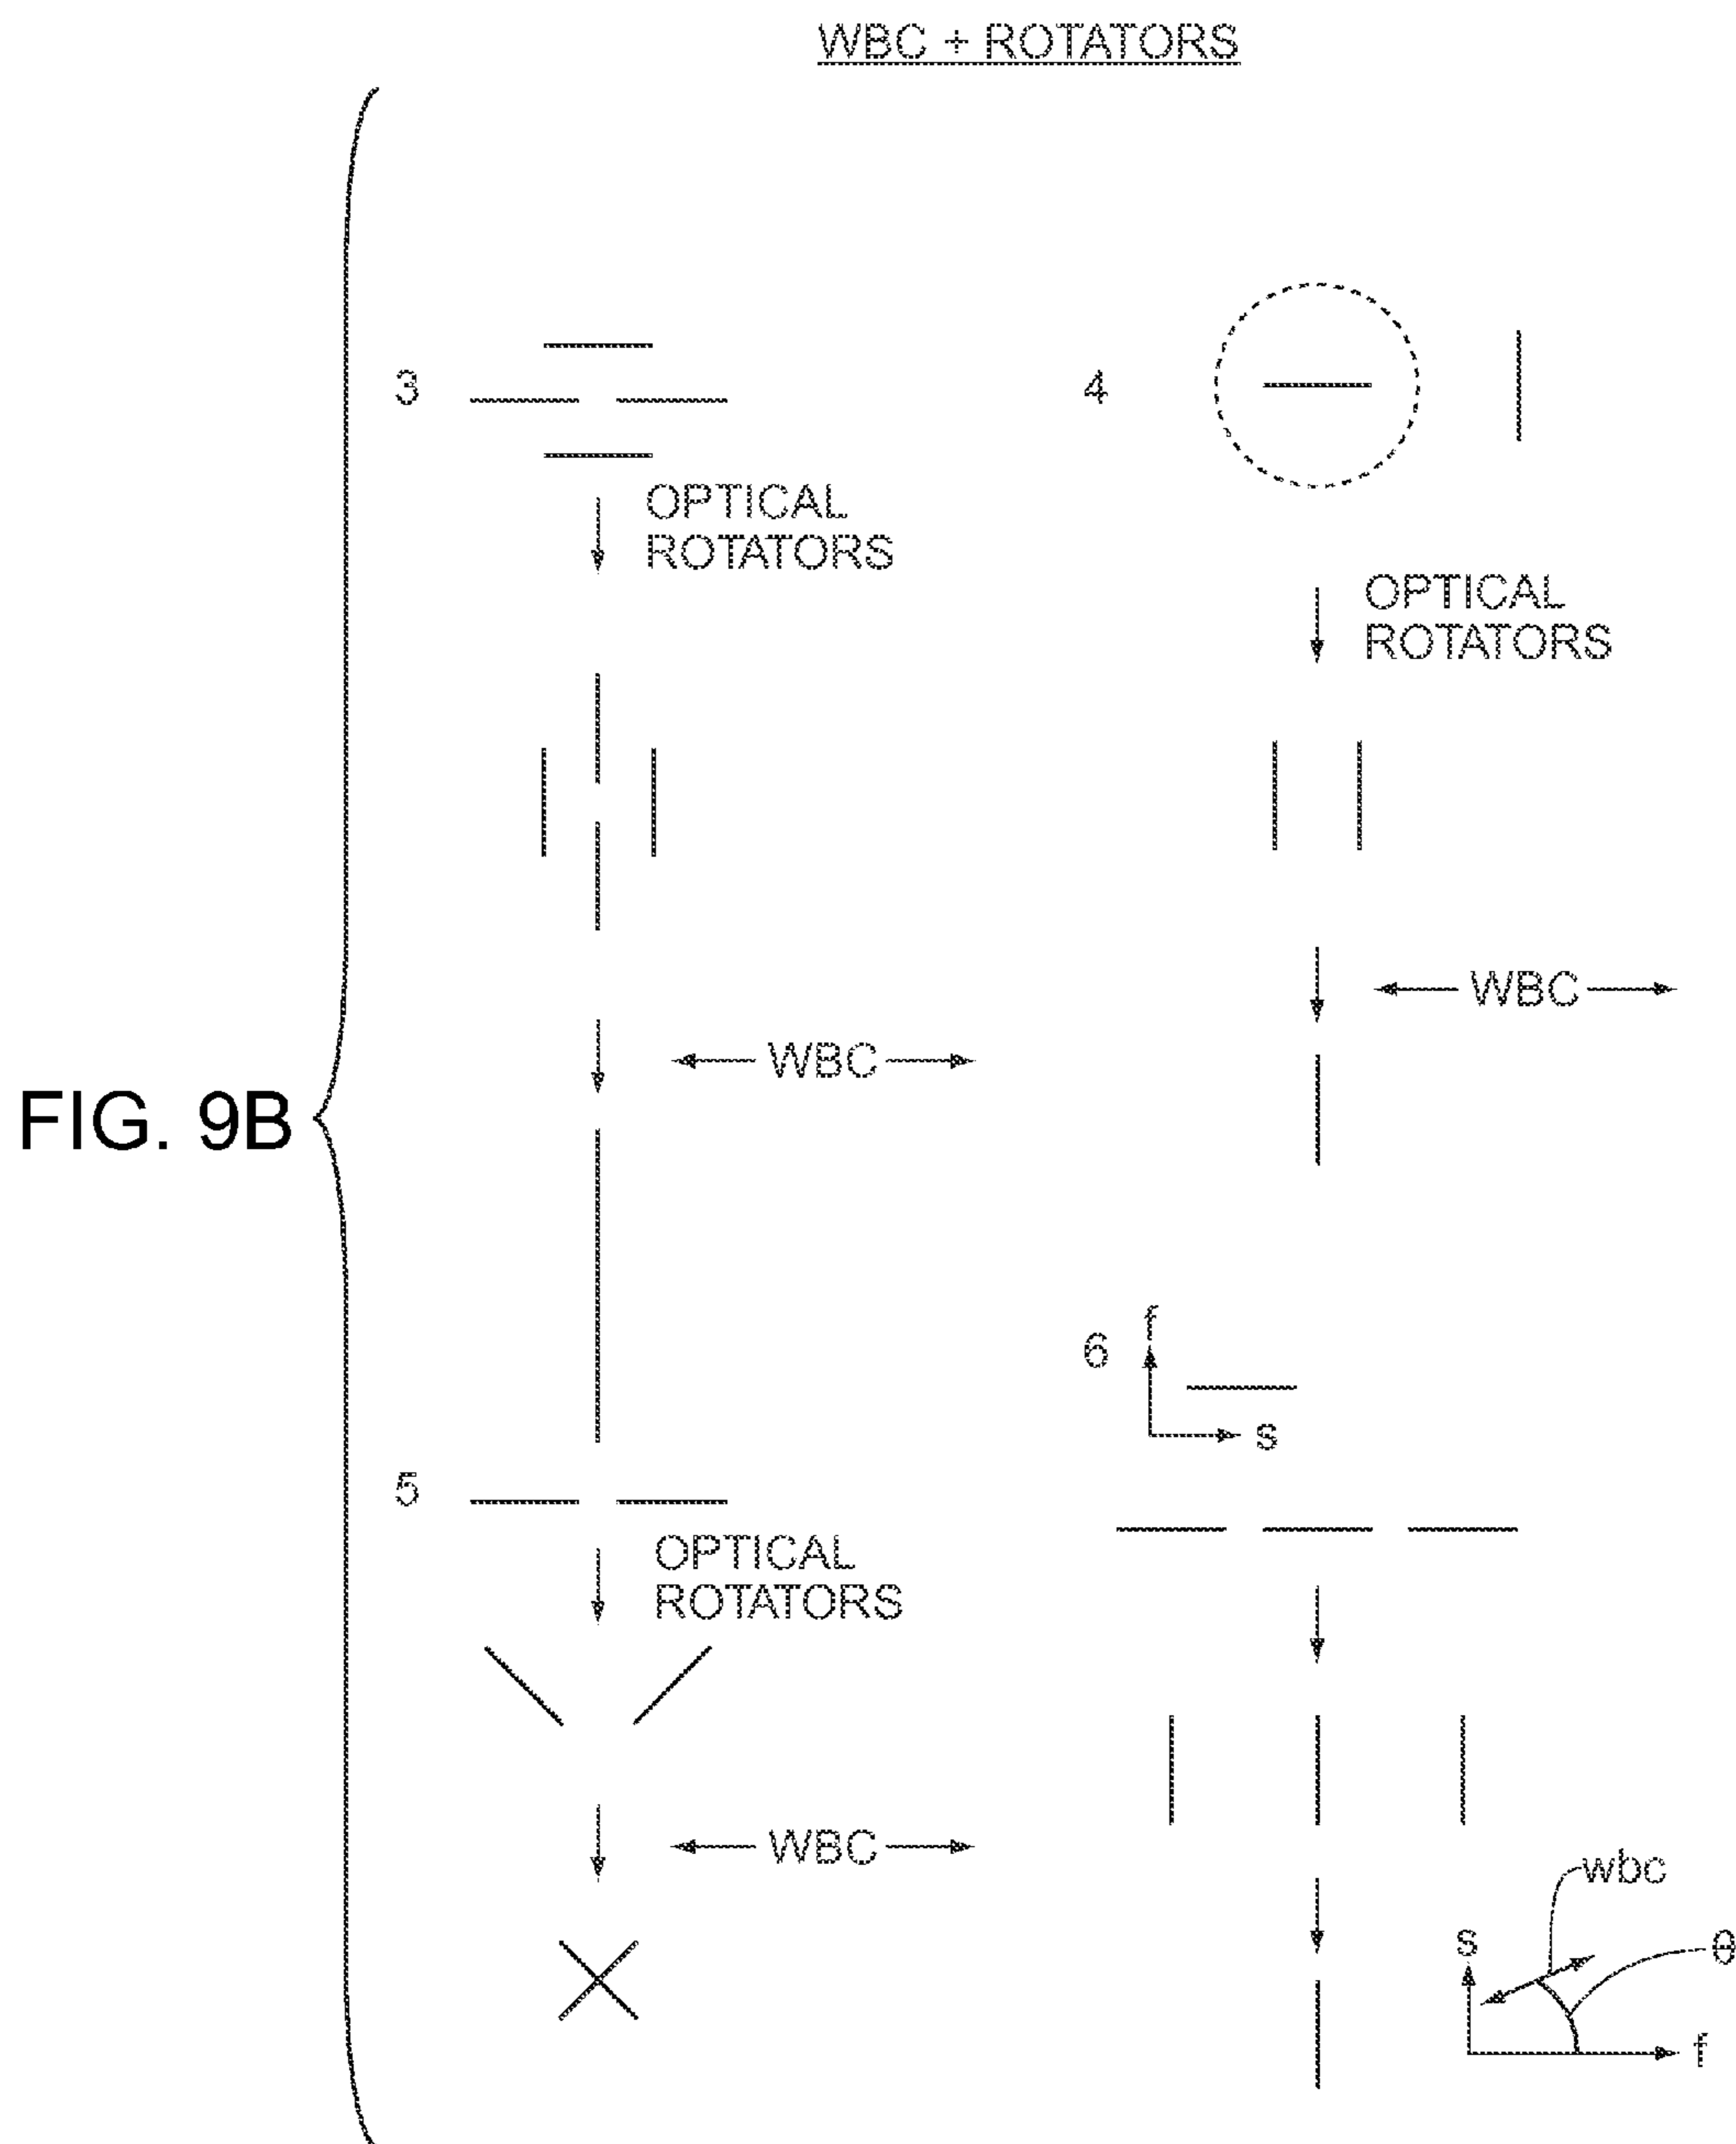 WBC + ROTATORS
3
4
OPTICAL
ROTATORS
OPTICAL
ROTATORS
WBC
WBC
FIG. 9B
6
f
s
5
OPTICAL
ROTATORS
WBC
wbc
s
θ
f